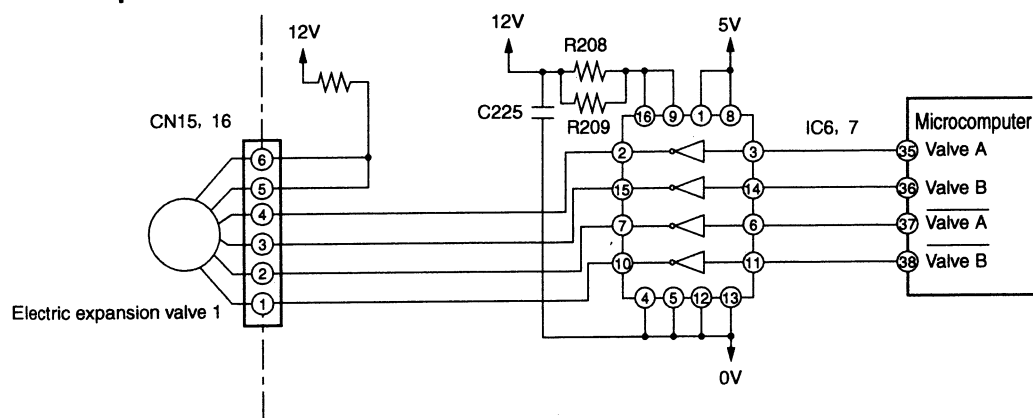 12V
12V
5V
R208
R209
C225
CN15, 16
IC6, 7
16 9 1 8
Microcomputer
6
5
4
3
2
1
2 3
15 14
7 6
10 11
4 5 12 13
35 Valve A
36 Valve B
37 Valve A
38 Valve B
Electric expansion valve 1
0V